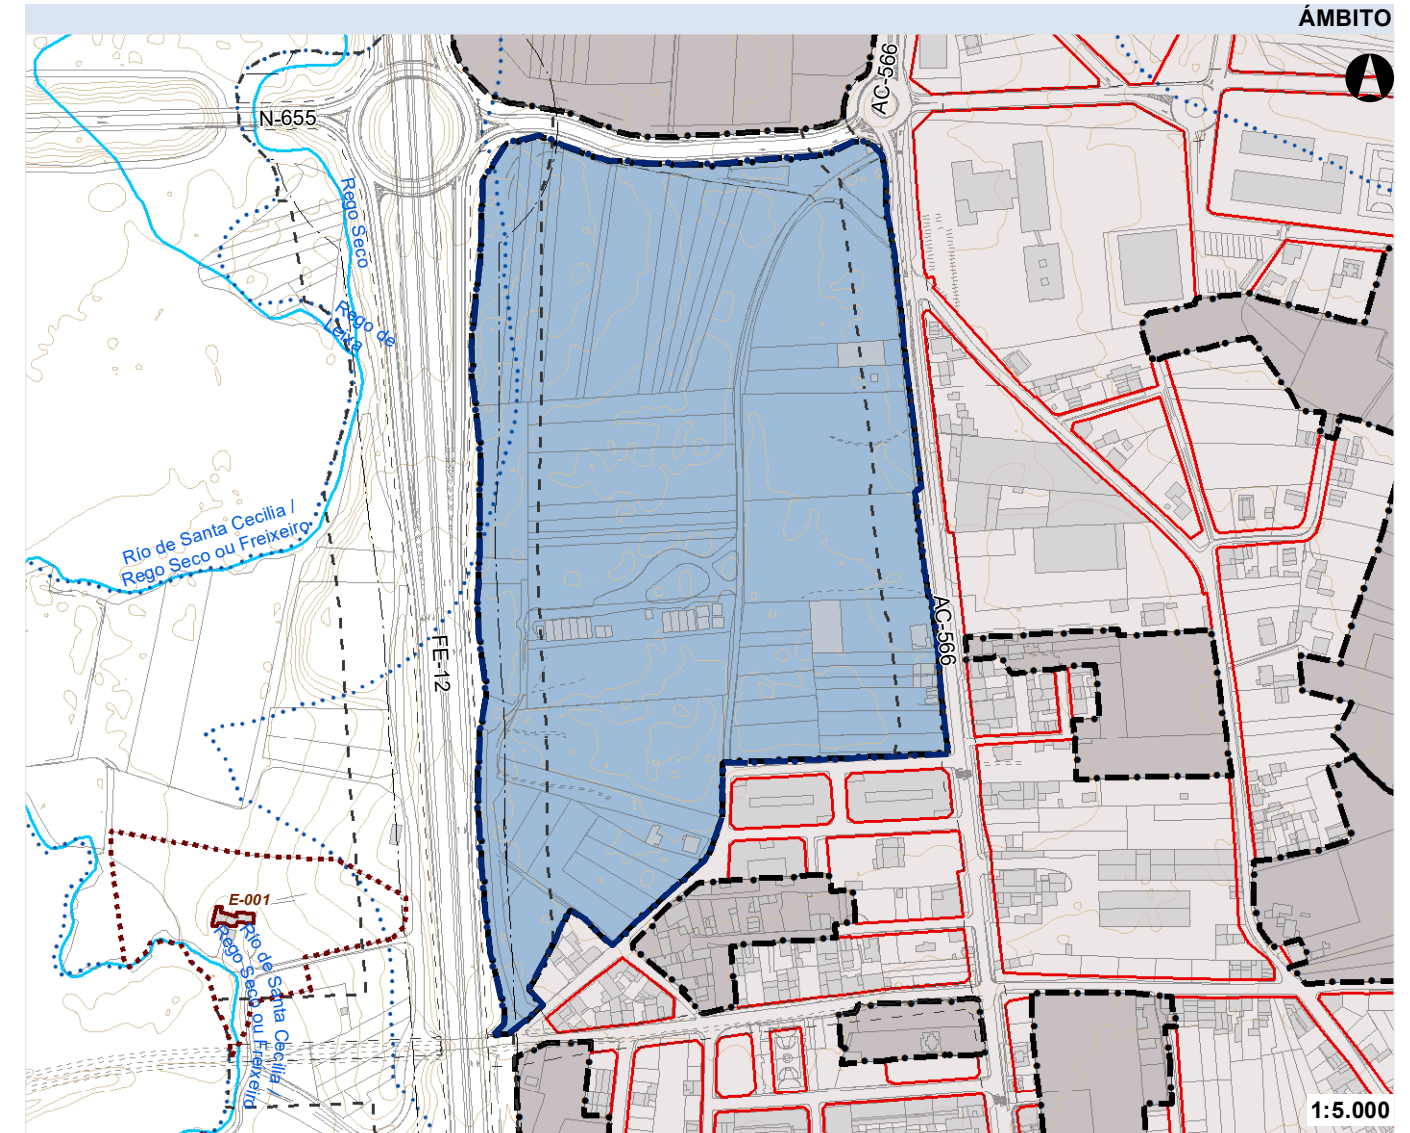 ÁMBITO
AC-566
N-655
Rego Seco
Rego de
Leixa
Río de Santa Cecilia /
Rego Seco ou Freixeiro
AC-566
FE-12
E-001
Río de Santa Cecilia /
Rego Seco ou Freixeiro
1:5.000